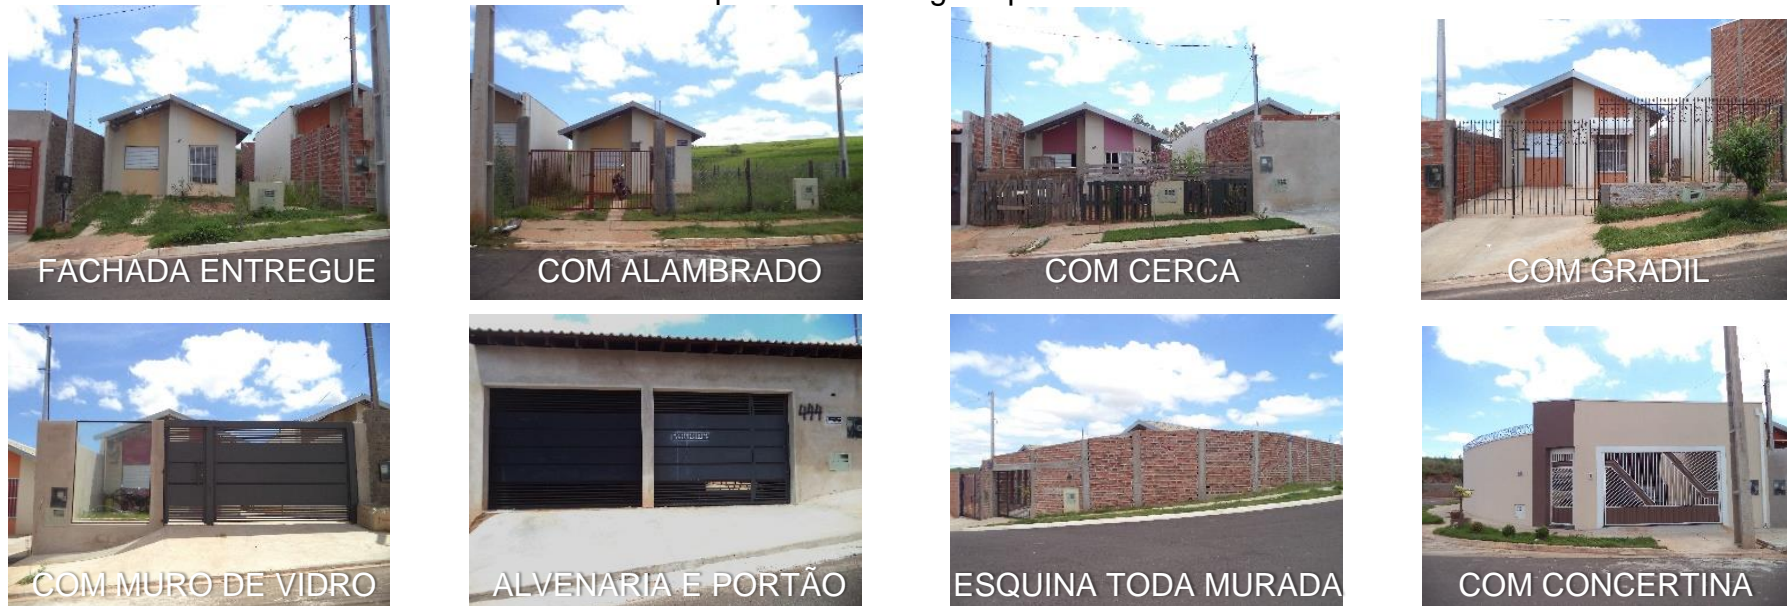 FACHADA ENTREGUE
COM ALAMBRADO
COM CERCA
COM GRADIL
COM MURO DE VIDRO
ALVENARIA E PORTÃO
444
ESQUINA TODA MURADA
COM CONCERTINA